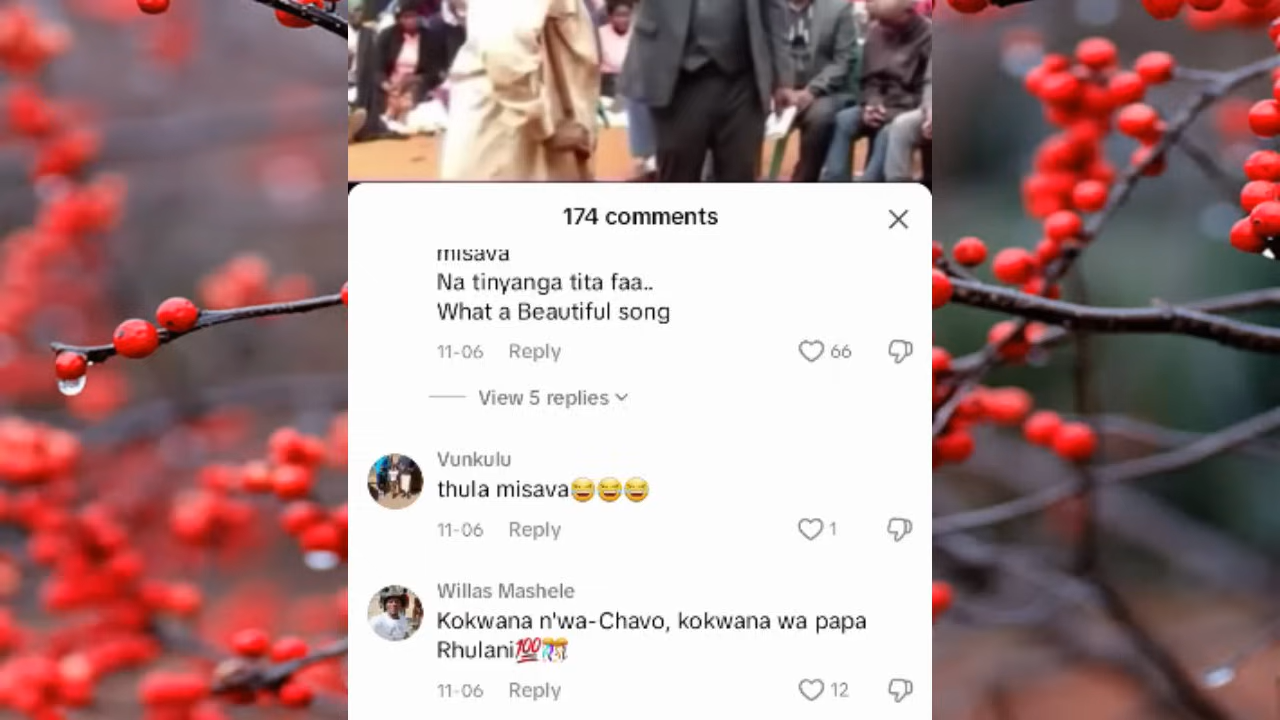 174 comments
misava
Na tinyanga tita faa..
What a Beautiful song
11-06 Reply 66
View 5 replies
Vunkulu
thula misava😆😆😆
11-06 Reply 1
Willas Mashele
Kokwana n'wa-Chavo, kokwana wa papa
Rhulani💯🎊
11-06 Reply 12